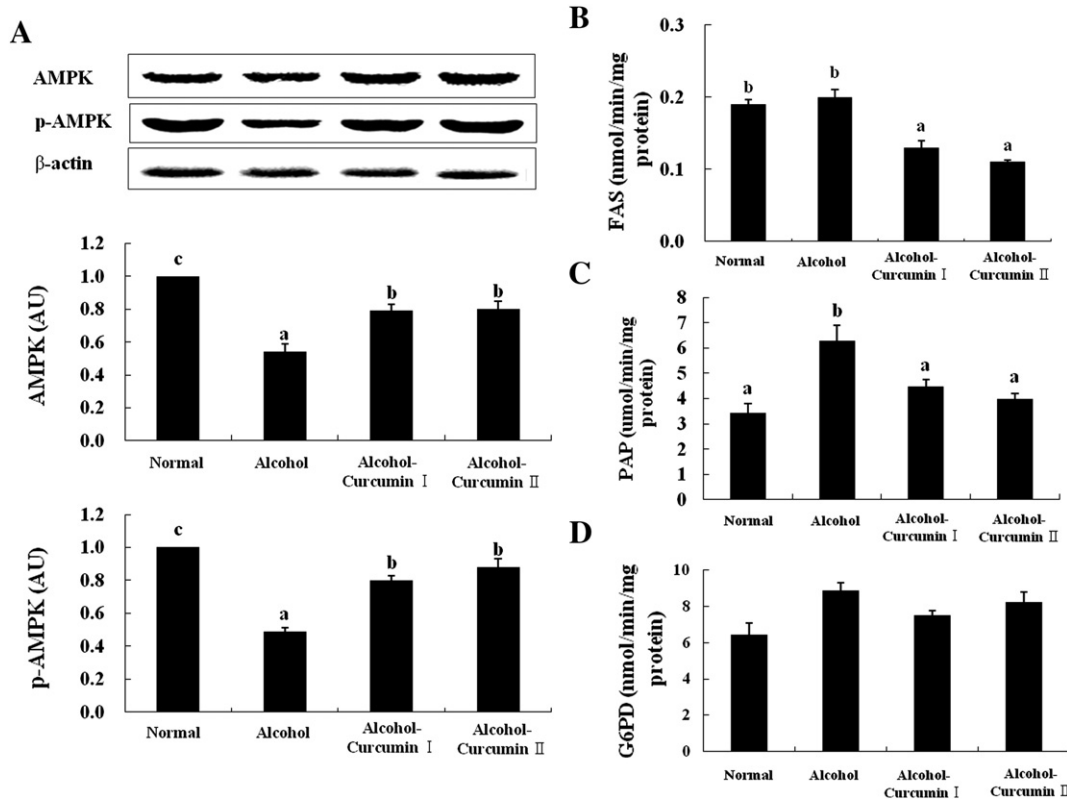 A
AMPK
p-AMPK
β-actin
AMPK (AU)
1.2
1.0
0.8
0.6
0.4
0.2
0.0
c
a
b
b
Normal
Alcohol
Alcohol-
Curcumin Ⅰ
Alcohol-
Curcumin Ⅱ
p-AMPK (AU)
1.2
1.0
0.8
0.6
0.4
0.2
0.0
c
a
b
b
Normal
Alcohol
Alcohol-
Curcumin Ⅰ
Alcohol-
Curcumin Ⅱ
B
FAS (nmol/min/mg
protein)
0.3
0.2
0.1
0.0
b
b
a
a
Normal
Alcohol
Alcohol-
Curcumin Ⅰ
Alcohol-
Curcumin Ⅱ
C
PAP (umol/min/mg
protein)
8
7
6
5
4
3
2
1
0
a
b
a
a
Normal
Alcohol
Alcohol-
Curcumin Ⅰ
Alcohol-
Curcumin Ⅱ
D
G6PD (nmol/min/mg
protein)
10
8
6
4
2
0
Normal
Alcohol
Alcohol-
Curcumin Ⅰ
Alcohol-
Curcumin Ⅱ